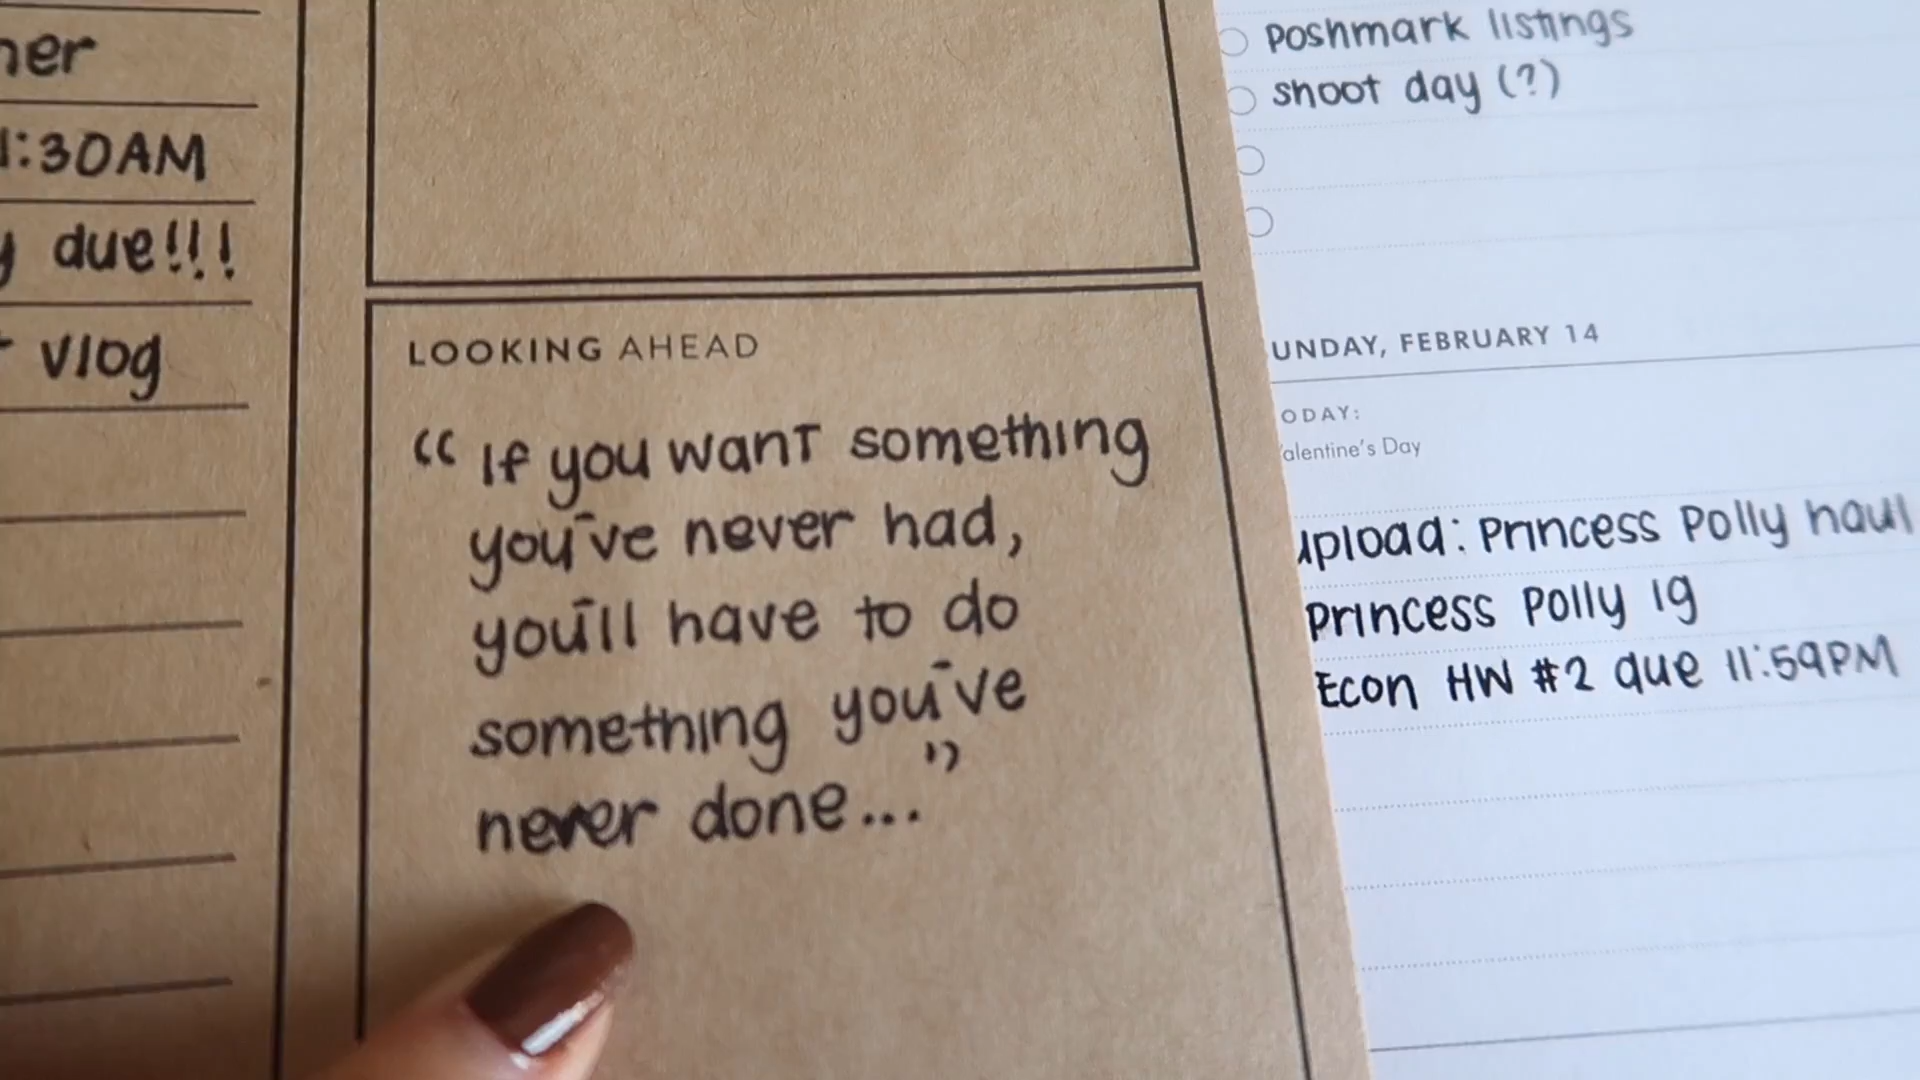 1:30AM
due!!!
vlog
LOOKING AHEAD
“ If you want something
you've never had,
you'll have to do
something you've
never done...”
poshmark listings
shoot day (?)
UNDAY, FEBRUARY 14
ODAY:
alentine's Day
upload: Princess Polly haul
Princess Polly ig
Econ HW #2 due 11:59PM